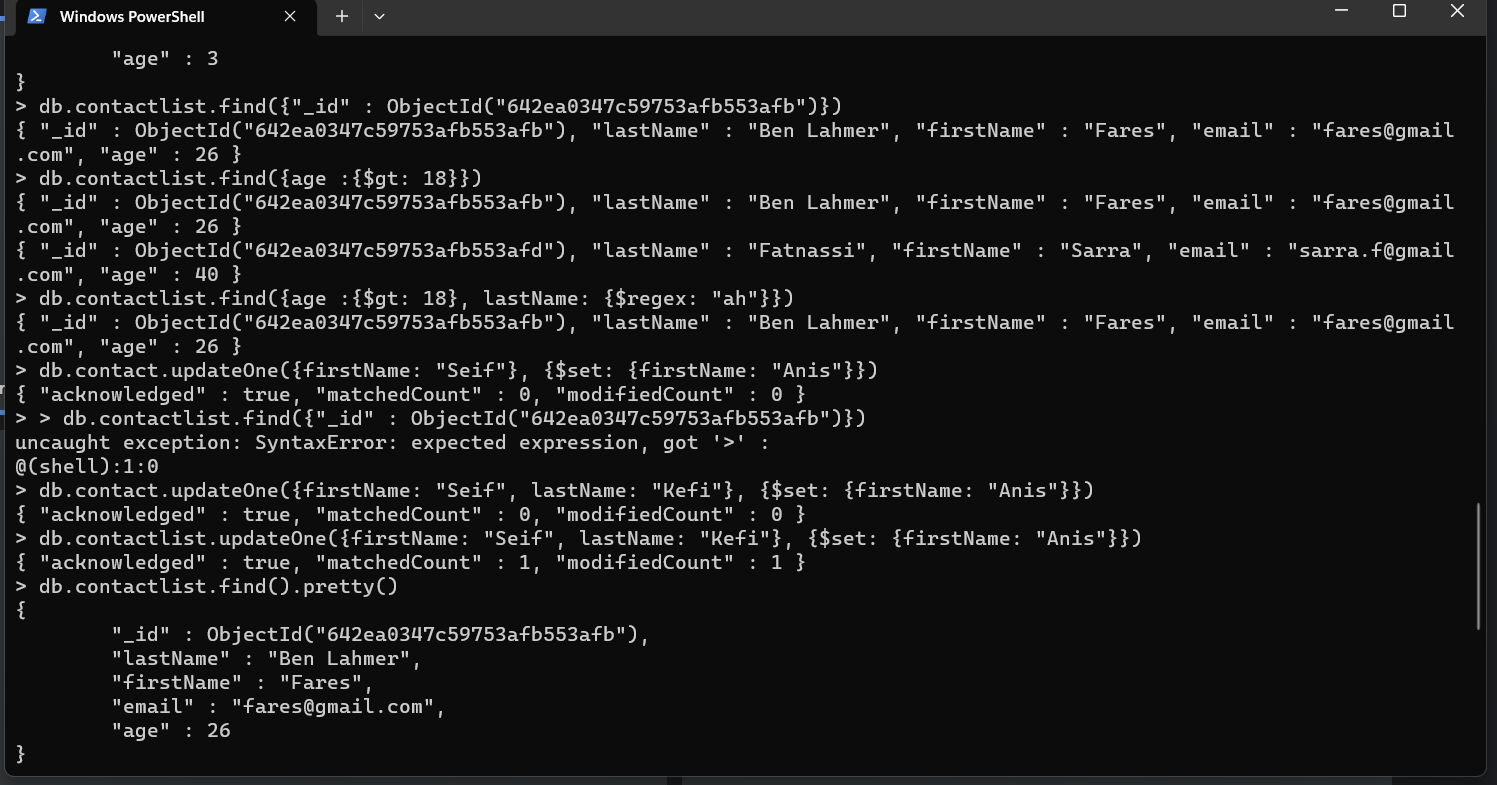 Windows PowerShell
"age" : 3
}
> db.contactlist.find({"_id" : ObjectId("642ea0347c59753afb553afb")})
{ "_id" : ObjectId("642ea0347c59753afb553afb"), "lastName" : "Ben Lahmer", "firstName" : "Fares", "email" : "fares@gmail
.com", "age" : 26 }
> db.contactlist.find({age :{$gt: 18}})
{ "_id" : ObjectId("642ea0347c59753afb553afb"), "lastName" : "Ben Lahmer", "firstName" : "Fares", "email" : "fares@gmail
.com", "age" : 26 }
{ "_id" : ObjectId("642ea0347c59753afb553afd"), "lastName" : "Fatnassi", "firstName" : "Sarra", "email" : "sarra.f@gmail
.com", "age" : 40 }
> db.contactlist.find({age :{$gt: 18}, lastName: {$regex: "ah"}})
{ "_id" : ObjectId("642ea0347c59753afb553afb"), "lastName" : "Ben Lahmer", "firstName" : "Fares", "email" : "fares@gmail
.com", "age" : 26 }
> db.contact.updateOne({firstName: "Seif"}, {$set: {firstName: "Anis"}})
{ "acknowledged" : true, "matchedCount" : 0, "modifiedCount" : 0 }
> > db.contactlist.find({"_id" : ObjectId("642ea0347c59753afb553afb")})
uncaught exception: SyntaxError: expected expression, got '>' :
@(shell):1:0
> db.contact.updateOne({firstName: "Seif", lastName: "Kefi"}, {$set: {firstName: "Anis"}})
{ "acknowledged" : true, "matchedCount" : 0, "modifiedCount" : 0 }
> db.contactlist.updateOne({firstName: "Seif", lastName: "Kefi"}, {$set: {firstName: "Anis"}})
{ "acknowledged" : true, "matchedCount" : 1, "modifiedCount" : 1 }
> db.contactlist.find().pretty()
{
"_id" : ObjectId("642ea0347c59753afb553afb"),
"lastName" : "Ben Lahmer",
"firstName" : "Fares",
"email" : "fares@gmail.com",
"age" : 26
}